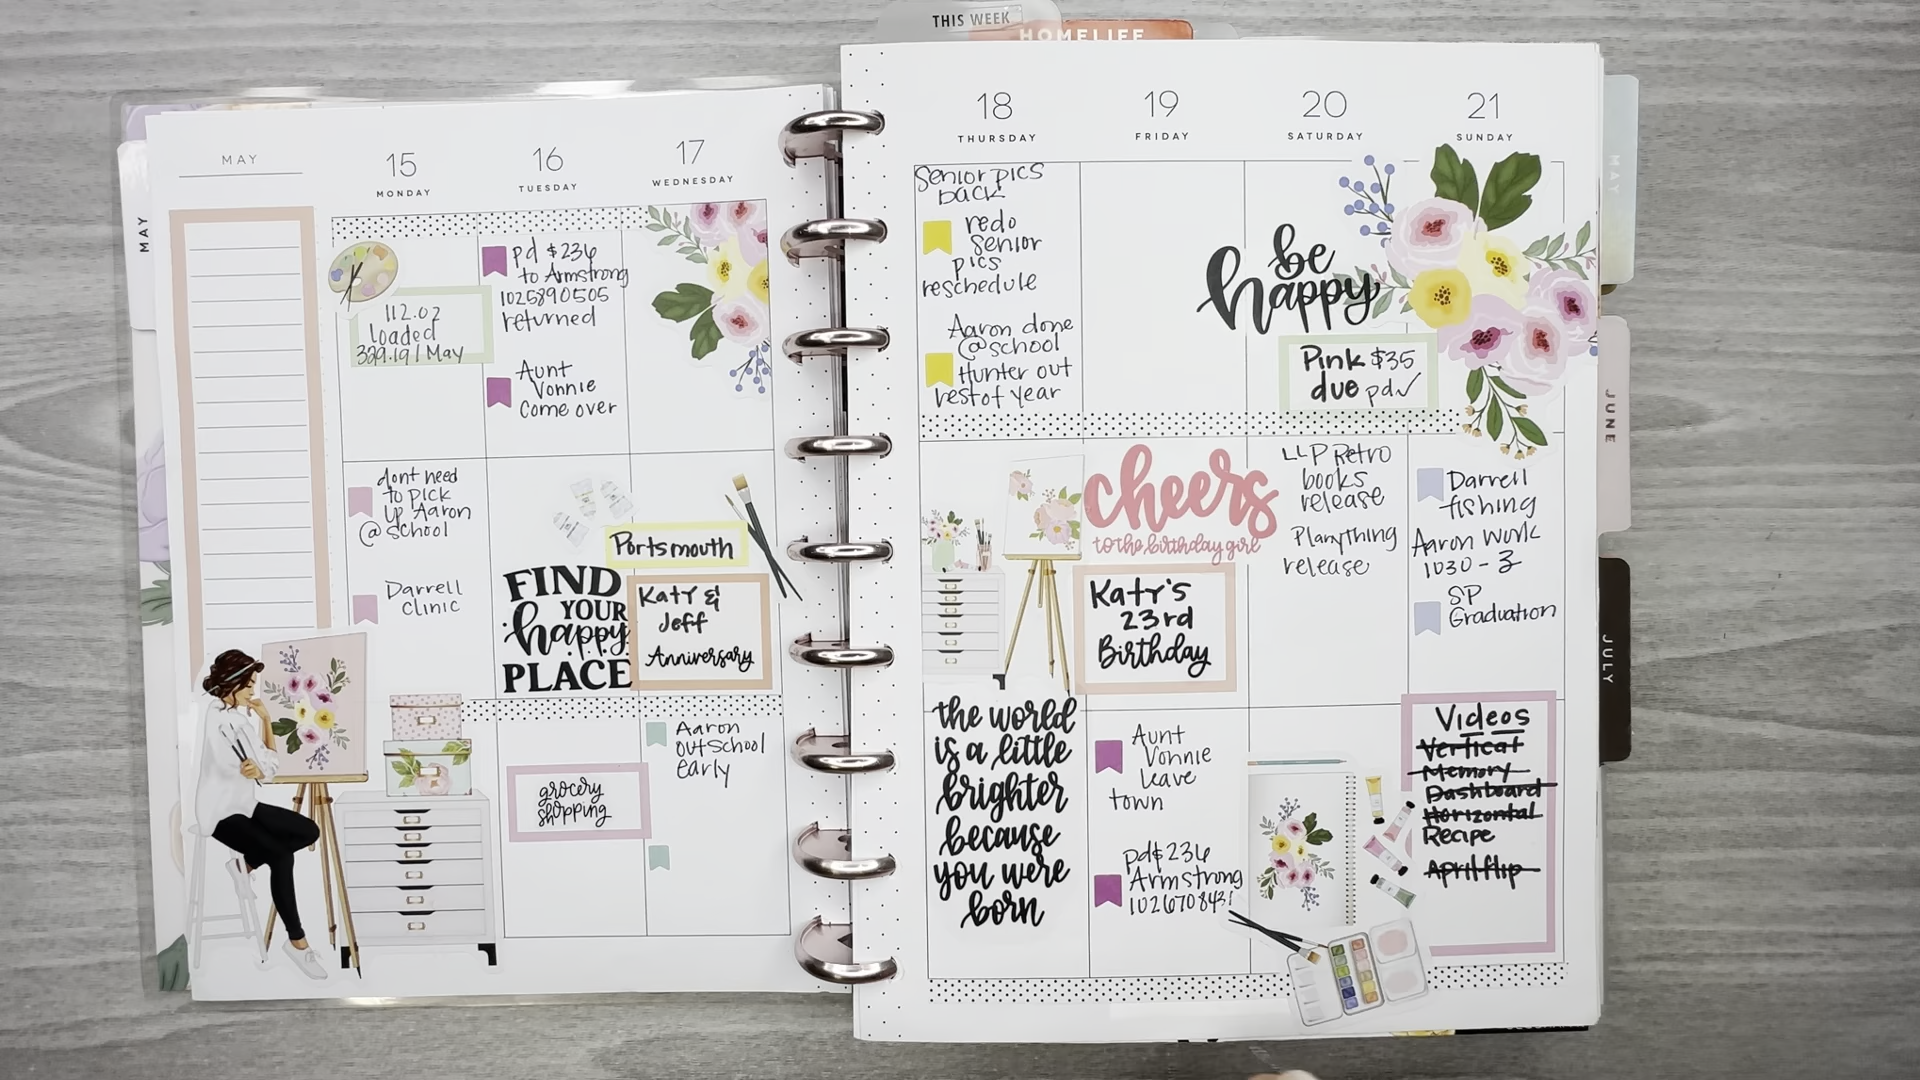 THIS WEEK
HOMELIFE
MAY
MAY
15
MONDAY
16
TUESDAY
17
WEDNESDAY
112.02
loaded
329.19 / May
pd $236
to Armstrong
1025890505
returned
Aunt
Vonnie
come over
dont need
to pick
up Aaron
@ school
Darrell
clinic
FIND
YOUR
happy
PLACE
Portsmouth
Katy &
Jeff
Anniversary
grocery
shopping
Aaron
out school
early
18
THURSDAY
19
FRIDAY
20
SATURDAY
21
SUNDAY
Senior pics
back
redo
senior
pics
reschedule
Aaron done
@ school
Hunter out
rest of year
be
happy
Pink $35
due pd✓
cheers
to the birthday girl
Katy's
23rd
Birthday
LLP Retro
books
release
Planything
release
Darrell
fishing
Aaron Work
1030 - 3
SP
Graduation
the world
is a little
brighter
because
you were
born
Aunt
Vonnie
leave
town
pd $236
Armstrong
1026708431
Videos
Vertical
Memory
Dashboard
Horizontal
Recipe
April flip
MAY
JUNE
JULY